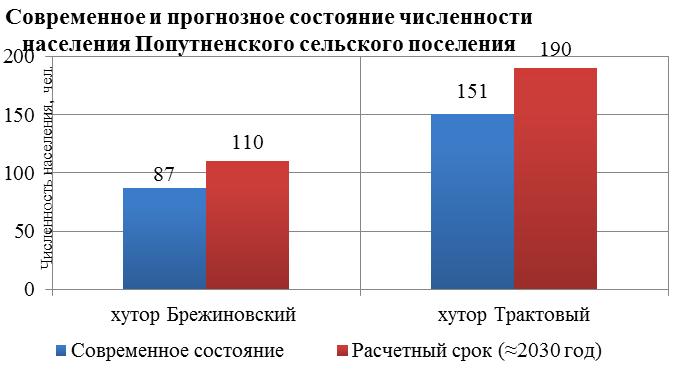 Современное и прогнозное состояние численности
населения Попутненского сельского поселения
Численность населения, чел.
200
150
100
50
0
87
110
151
190
хутор Брежиновский
хутор Трактовый
Современное состояние
Расчетный срок (≈2030 год)